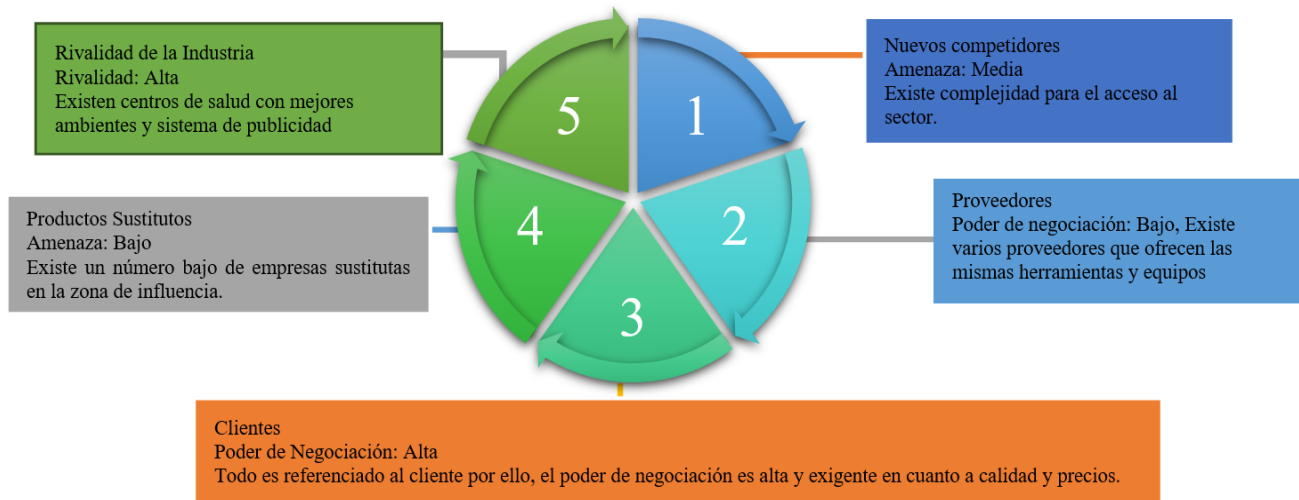 Rivalidad de la Industria
Rivalidad: Alta
Existen centros de salud con mejores
ambientes y sistema de publicidad
5
1
Nuevos competidores
Amenaza: Media
Existe complejidad para el acceso al
sector.
Productos Sustitutos
Amenaza: Bajo
Existe un número bajo de empresas sustitutas
en la zona de influencia.
4
2
Proveedores
Poder de negociación: Bajo, Existe
varios proveedores que ofrecen las
mismas herramientas y equipos
3
Clientes
Poder de Negociación: Alta
Todo es referenciado al cliente por ello, el poder de negociación es alta y exigente en cuanto a calidad y precios.